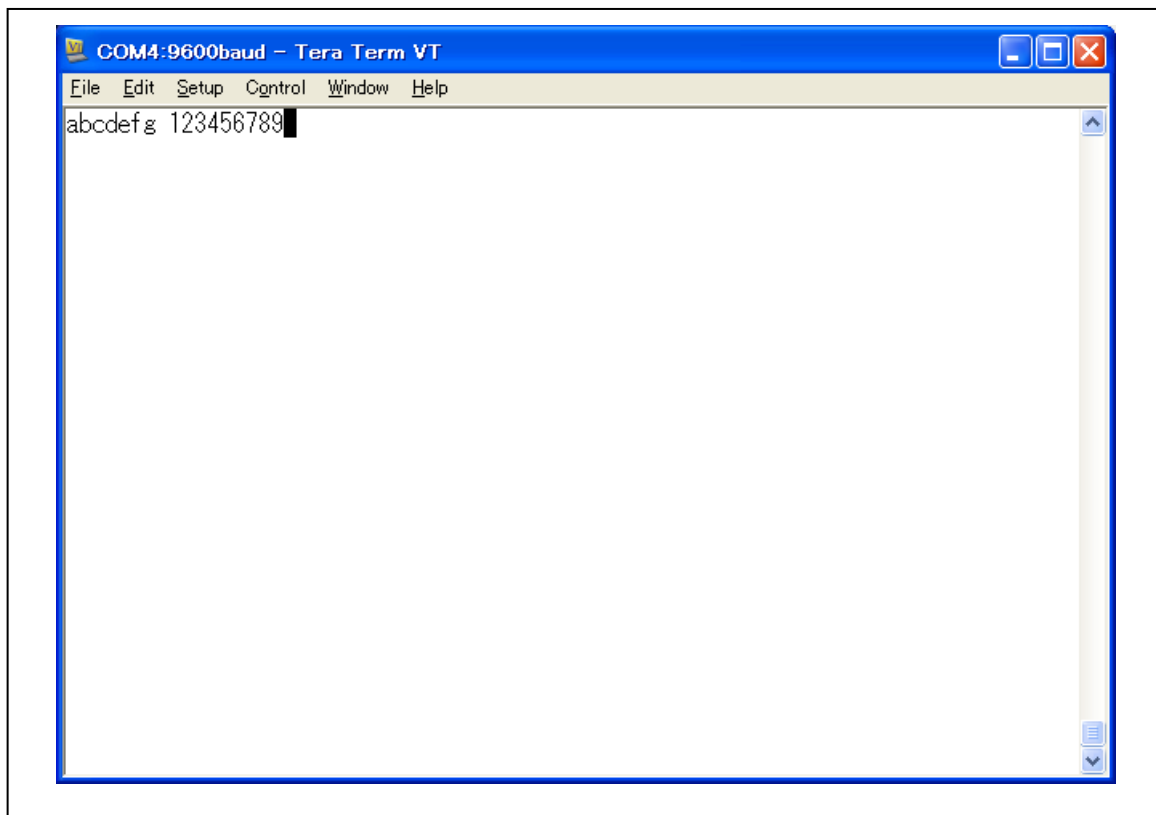 COM4:9600baud - Tera Term VT
File Edit Setup Control Window Help
abcdefg 123456789